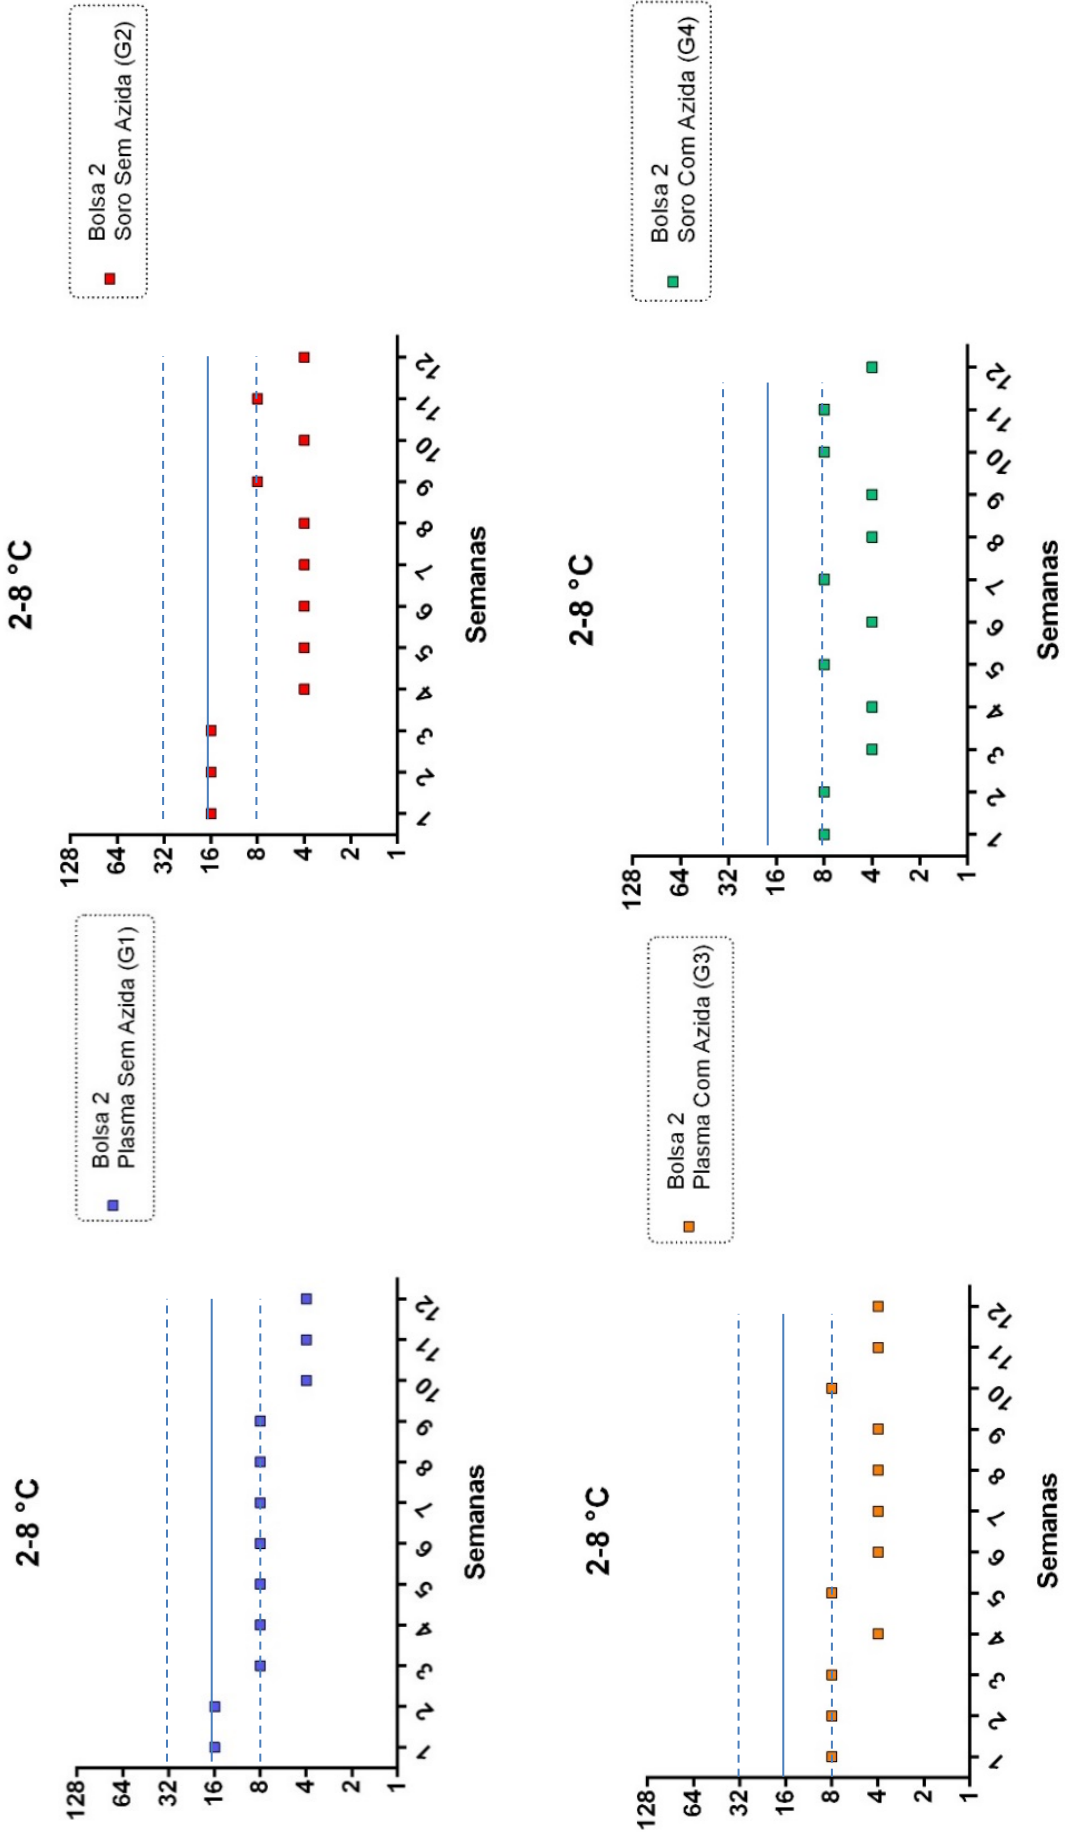 2-8 °C
128
64
32
16
8
4
2
1
1 2 3 4 5 6 7 8 9 10 11 12
Semanas
Bolsa 2
Plasma Sem Azida (G1)
2-8 °C
128
64
32
16
8
4
2
1
1 2 3 4 5 6 7 8 9 10 11 12
Semanas
Bolsa 2
Soro Sem Azida (G2)
2-8 °C
128
64
32
16
8
4
2
1
1 2 3 4 5 6 7 8 9 10 11 12
Semanas
Bolsa 2
Plasma Com Azida (G3)
2-8 °C
128
64
32
16
8
4
2
1
1 2 3 4 5 6 7 8 9 10 11 12
Semanas
Bolsa 2
Soro Com Azida (G4)